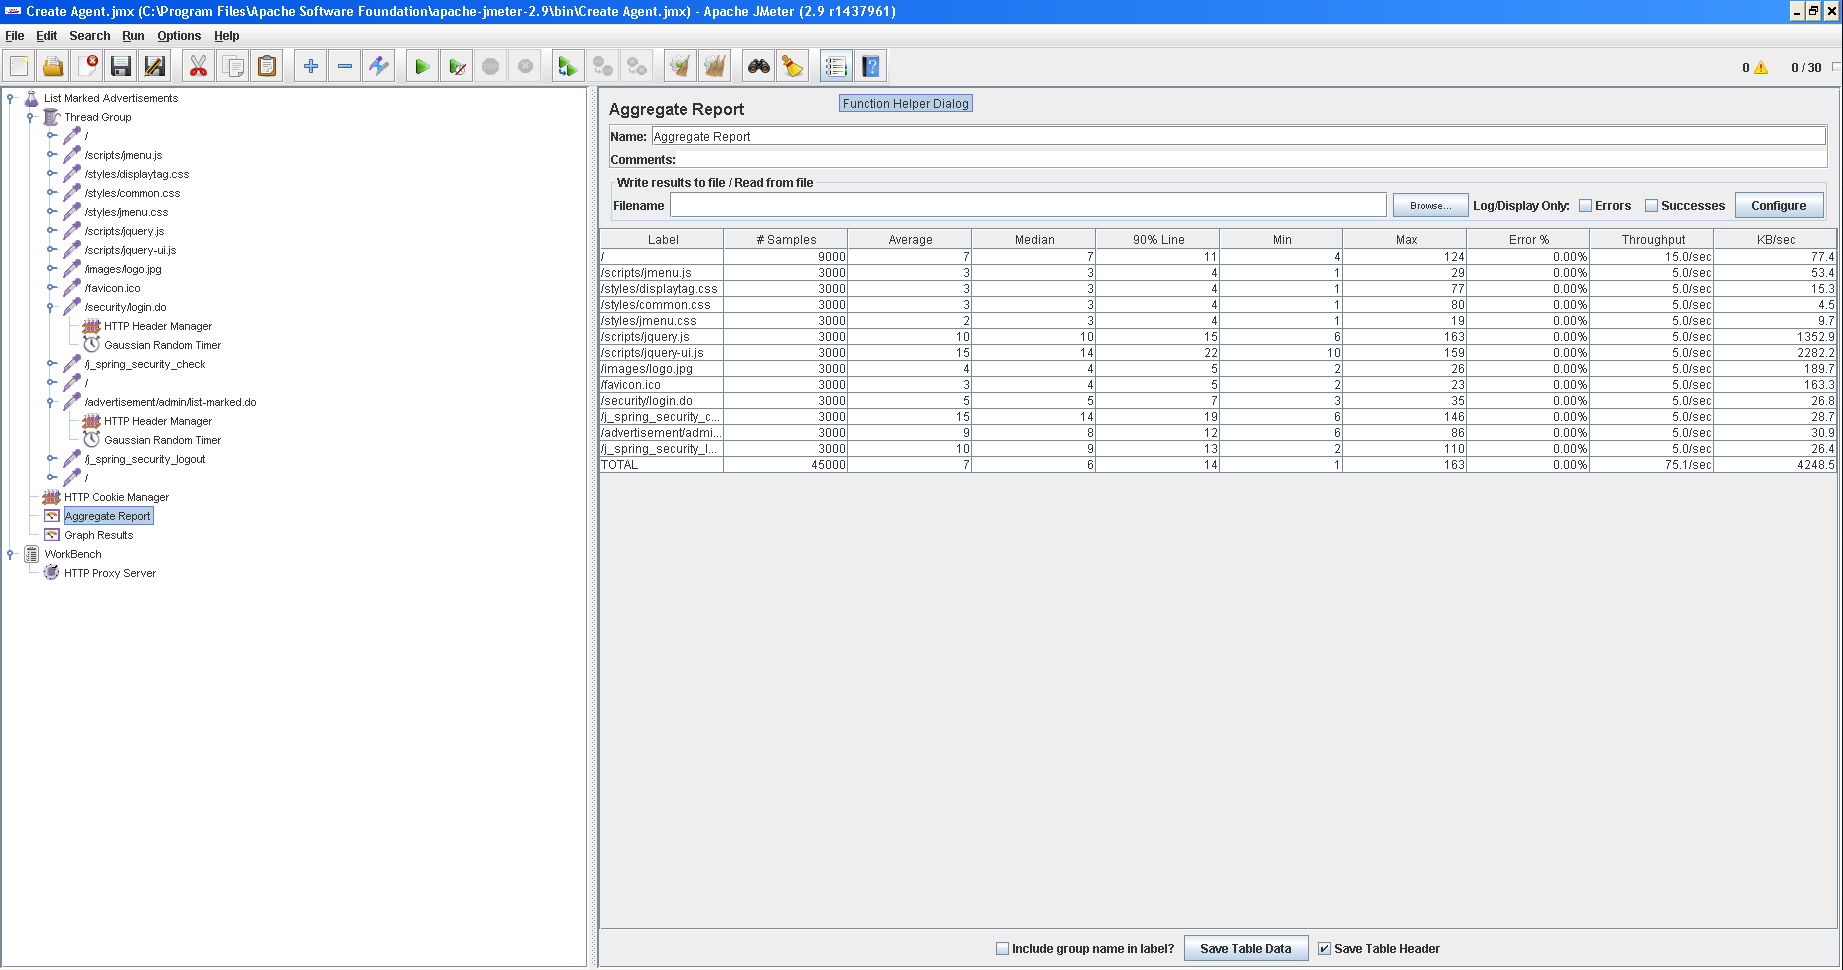 Create Agent.jmx (C:\Program Files\Apache Software Foundation\apache-jmeter-2.9\bin\Create Agent.jmx) - Apache JMeter (2.9 r1437961)
File Edit Search Run Options Help
0 0 / 30
List Marked Advertisements
Thread Group
/
/scripts/jmenu.js
/styles/displaytag.css
/styles/common.css
/styles/jmenu.css
/scripts/jquery.js
/scripts/jquery-ui.js
/images/logo.jpg
/favicon.ico
/security/login.do
HTTP Header Manager
Gaussian Random Timer
/j_spring_security_check
/
/advertisement/admin/list-marked.do
HTTP Header Manager
Gaussian Random Timer
/j_spring_security_logout
/
HTTP Cookie Manager
Aggregate Report
Graph Results
WorkBench
HTTP Proxy Server
Aggregate Report Function Helper Dialog
Name: Aggregate Report
Comments:
Write results to file / Read from file
Filename Browse... Log/Display Only: Errors Successes Configure
Label # Samples Average Median 90% Line Min Max Error % Throughput KB/sec
/ 9000 7 7 11 4 124 0.00% 15.0/sec 77.4
/scripts/jmenu.js 3000 3 3 4 1 29 0.00% 5.0/sec 53.4
/styles/displaytag.css 3000 3 3 4 1 77 0.00% 5.0/sec 15.3
/styles/common.css 3000 3 3 4 1 80 0.00% 5.0/sec 4.5
/styles/jmenu.css 3000 2 3 4 1 19 0.00% 5.0/sec 9.7
/scripts/jquery.js 3000 10 10 15 6 163 0.00% 5.0/sec 1352.9
/scripts/jquery-ui.js 3000 15 14 22 10 159 0.00% 5.0/sec 2282.2
/images/logo.jpg 3000 4 4 5 2 26 0.00% 5.0/sec 189.7
/favicon.ico 3000 3 4 5 2 23 0.00% 5.0/sec 163.3
/security/login.do 3000 5 5 7 3 35 0.00% 5.0/sec 26.8
/j_spring_security_c... 3000 15 14 19 6 146 0.00% 5.0/sec 28.7
/advertisement/admi... 3000 9 8 12 6 86 0.00% 5.0/sec 30.9
/j_spring_security_l... 3000 10 9 13 2 110 0.00% 5.0/sec 26.4
TOTAL 45000 7 6 14 1 163 0.00% 75.1/sec 4248.5
Include group name in label? Save Table Data Save Table Header